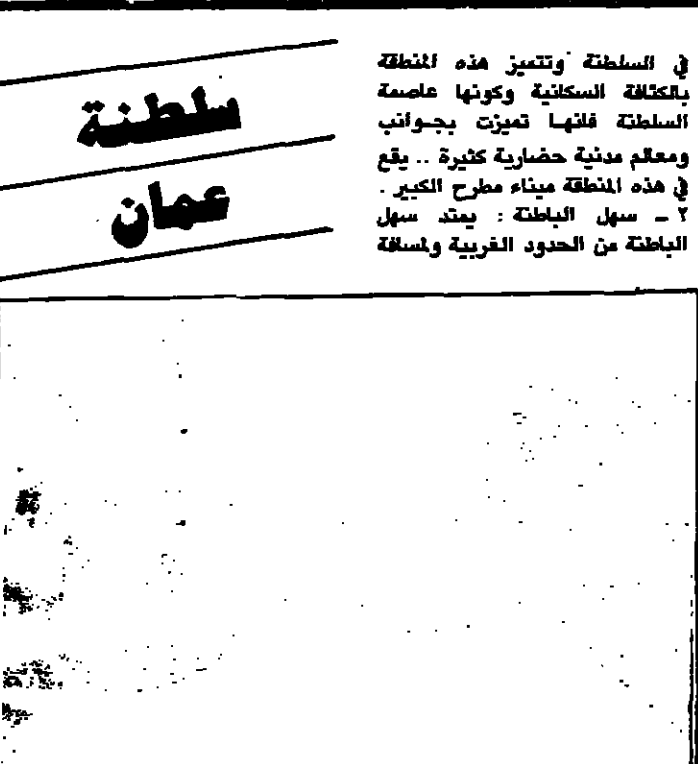 في السلطنة وتتميز هذه المنطقة
بالكثافة السكانية وكونها عاصمة
السلطنة فانها تميزت بجوانب
ومعالم مدنية حضارية كثيرة .. يقع
في هذه المنطقة ميناء مطرح الكبير .
٢ ـ سهل الباطنة : يمتد سهل
الباطنة من الحدود الغربية ولمسافة
سلطنة
عمان